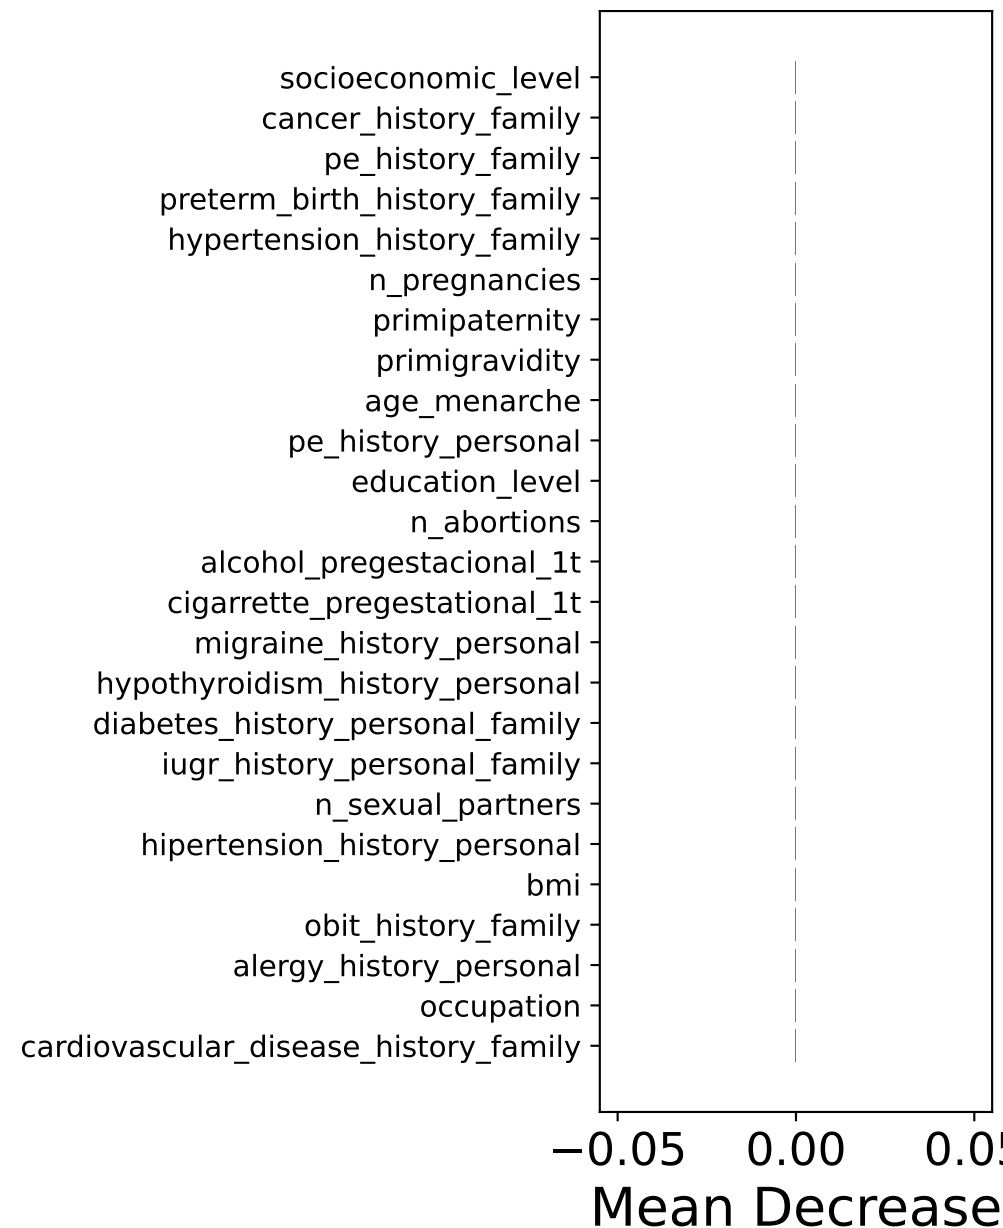 socioeconomic_level
cancer_history_family
pe_history_family
preterm_birth_history_family
hypertension_history_family
n_pregnancies
primipaternity
primigravidity
age_menarche
pe_history_personal
education_level
n_abortions
alcohol_pregestacional_1t
cigarrette_pregestational_1t
migraine_history_personal
hypothyroidism_history_personal
diabetes_history_personal_family
iugr_history_personal_family
n_sexual_partners
hipertension_history_personal
bmi
obit_history_family
alergy_history_personal
occupation
cardiovascular_disease_history_family
−0.05 0.00
Mean Decrease